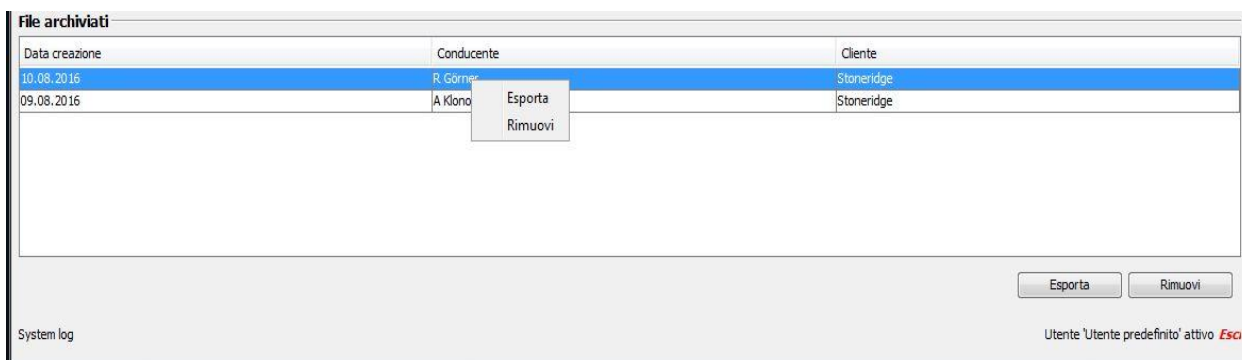 File archiviati
Data creazione Conducente Cliente
10.08.2016 R Görner Stoneridge
09.08.2016 A Klono Stoneridge
Esporta
Rimuovi
Esporta Rimuovi
System log Utente 'Utente predefinito' attivo Esci